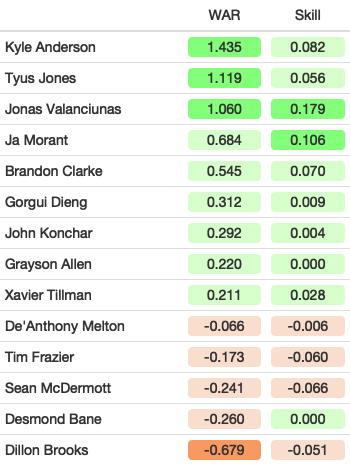 WAR Skill
Kyle Anderson 1.435 0.082
Tyus Jones 1.119 0.056
Jonas Valanciunas 1.060 0.179
Ja Morant 0.684 0.106
Brandon Clarke 0.545 0.070
Gorgui Dieng 0.312 0.009
John Konchar 0.292 0.004
Grayson Allen 0.220 0.000
Xavier Tillman 0.211 0.028
De'Anthony Melton -0.066 -0.006
Tim Frazier -0.173 -0.060
Sean McDermott -0.241 -0.066
Desmond Bane -0.260 0.000
Dillon Brooks -0.679 -0.051